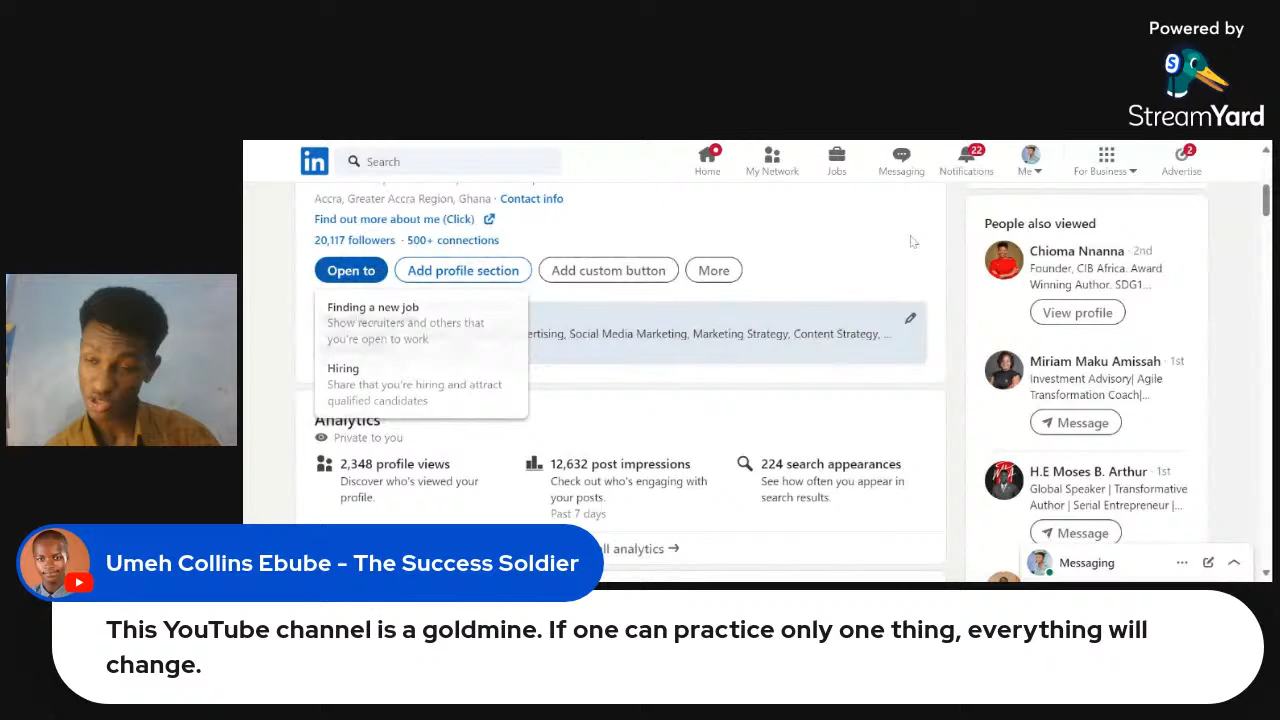 Powered by
StreamYard
Search
Home
My Network
Jobs
Messaging
22
Notifications
Me
For Business
2
Advertise
Accra, Greater Accra Region, Ghana · Contact info
Find out more about me (Click)
20,117 followers · 500+ connections
Open to
Add profile section
Add custom button
More
Finding a new job
Show recruiters and others that
you're open to work
Hiring
Share that you're hiring and attract
qualified candidates
Social Media Marketing, Marketing Strategy, Content Strategy, ...
Analytics
Private to you
2,348 profile views
Discover who's viewed your
profile.
12,632 post impressions
Check out who's engaging with
your posts.
Past 7 days
224 search appearances
See how often you appear in
search results.
analytics →
People also viewed
Chioma Nnanna · 2nd
Founder, CIB Africa. Award
Winning Author. SDG1...
View profile
Miriam Maku Amissah · 1st
Investment Advisory| Agile
Transformation Coach|...
Message
H.E Moses B. Arthur · 1st
Global Speaker | Transformative
Author | Serial Entrepreneur |...
Message
Messaging
Umeh Collins Ebube - The Success Soldier
This YouTube channel is a goldmine. If one can practice only one thing, everything will
change.